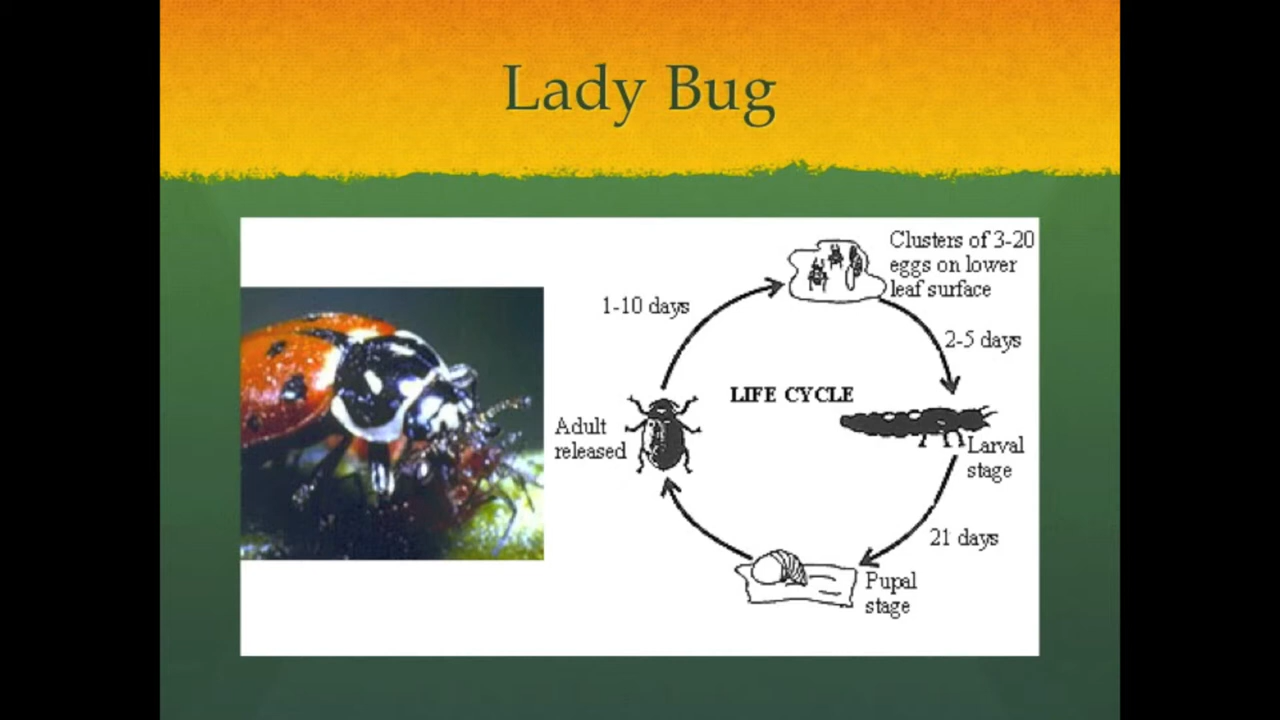 Lady Bug
Clusters of 3-20
eggs on lower
leaf surface
1-10 days
2-5 days
LIFE CYCLE
Adult
released
Larval
stage
21 days
Pupal
stage